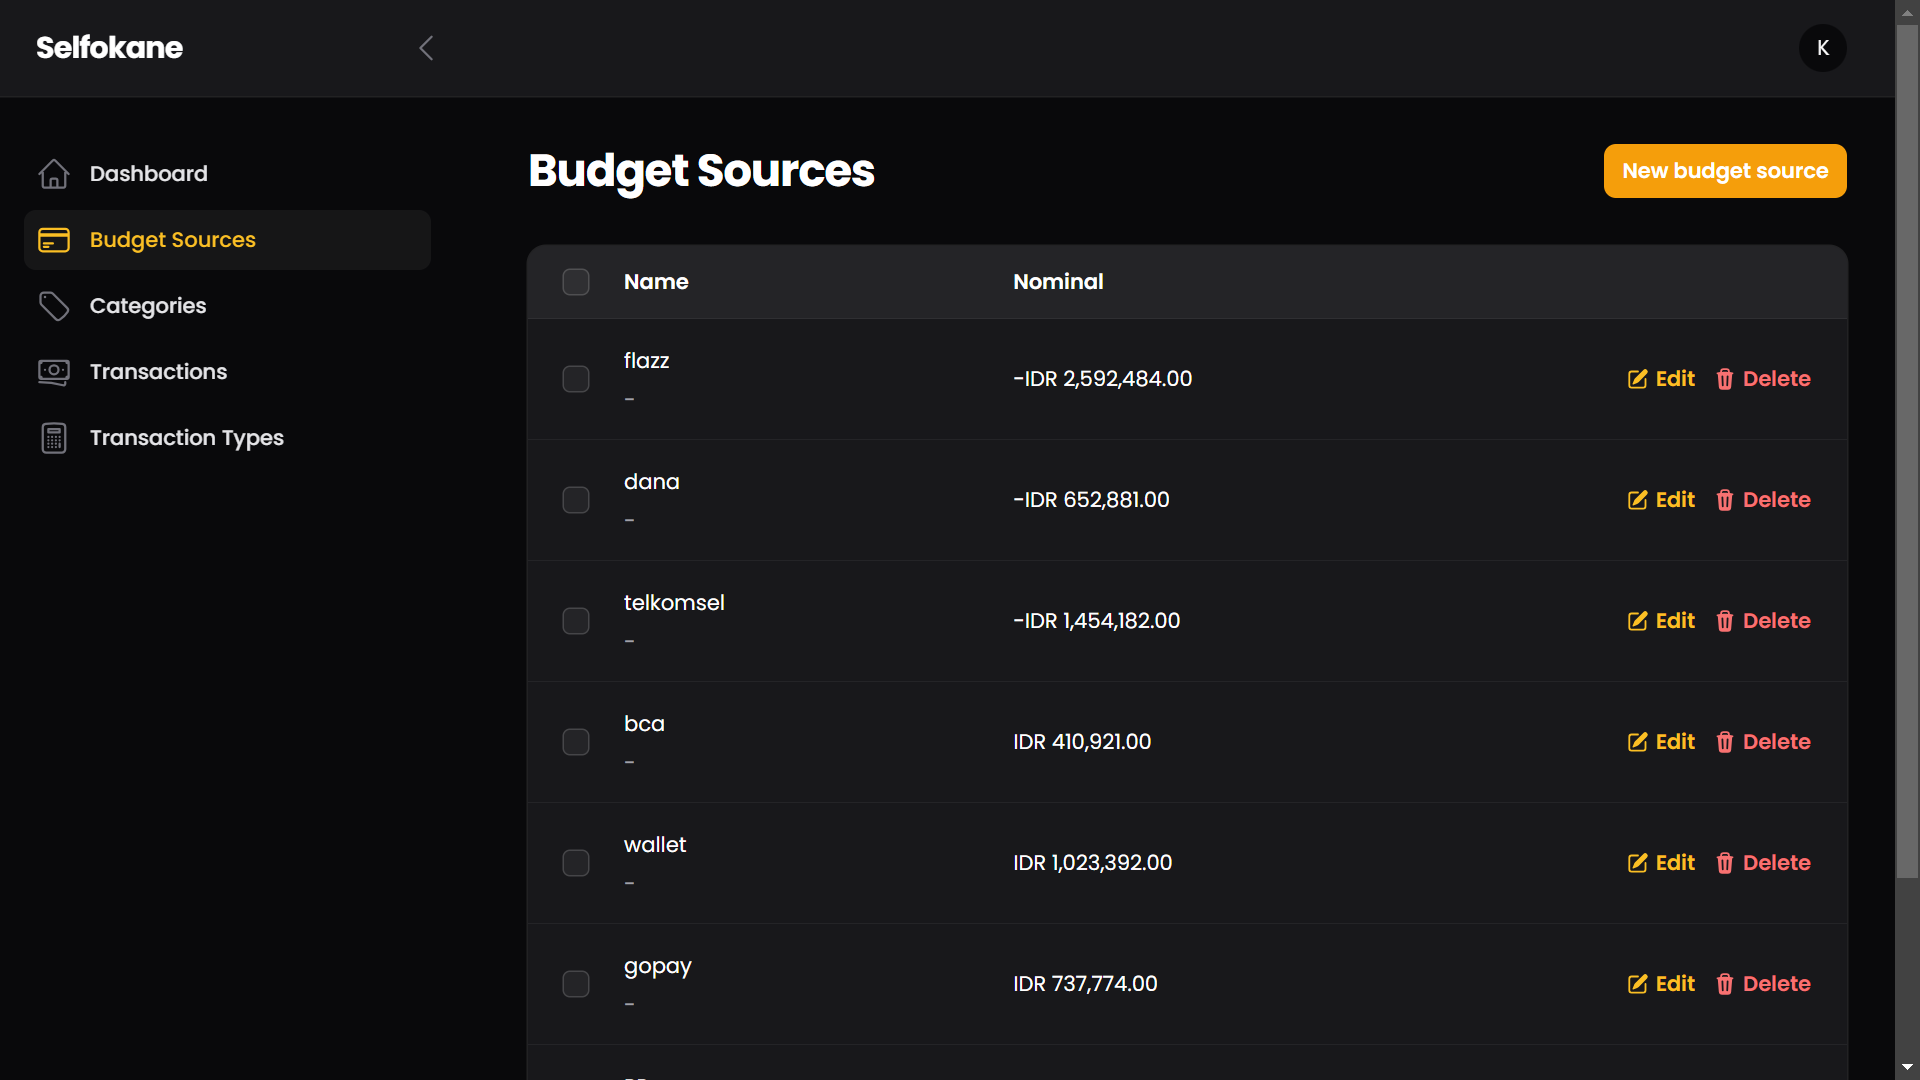 Selfokane
K
Dashboard
Budget Sources
Categories
Transactions
Transaction Types
Budget Sources
New budget source
Name Nominal
flazz
-
-IDR 2,592,484.00
Edit Delete
dana
-
-IDR 652,881.00
Edit Delete
telkomsel
-
-IDR 1,454,182.00
Edit Delete
bca
-
IDR 410,921.00
Edit Delete
wallet
-
IDR 1,023,392.00
Edit Delete
gopay
-
IDR 737,774.00
Edit Delete